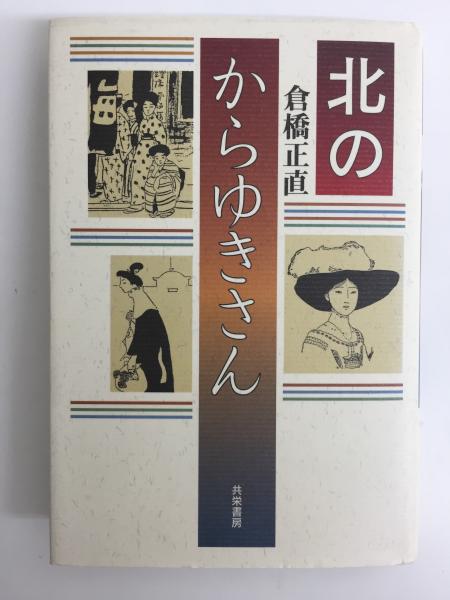 北の
からゆきさん
倉橋正直
共栄書房